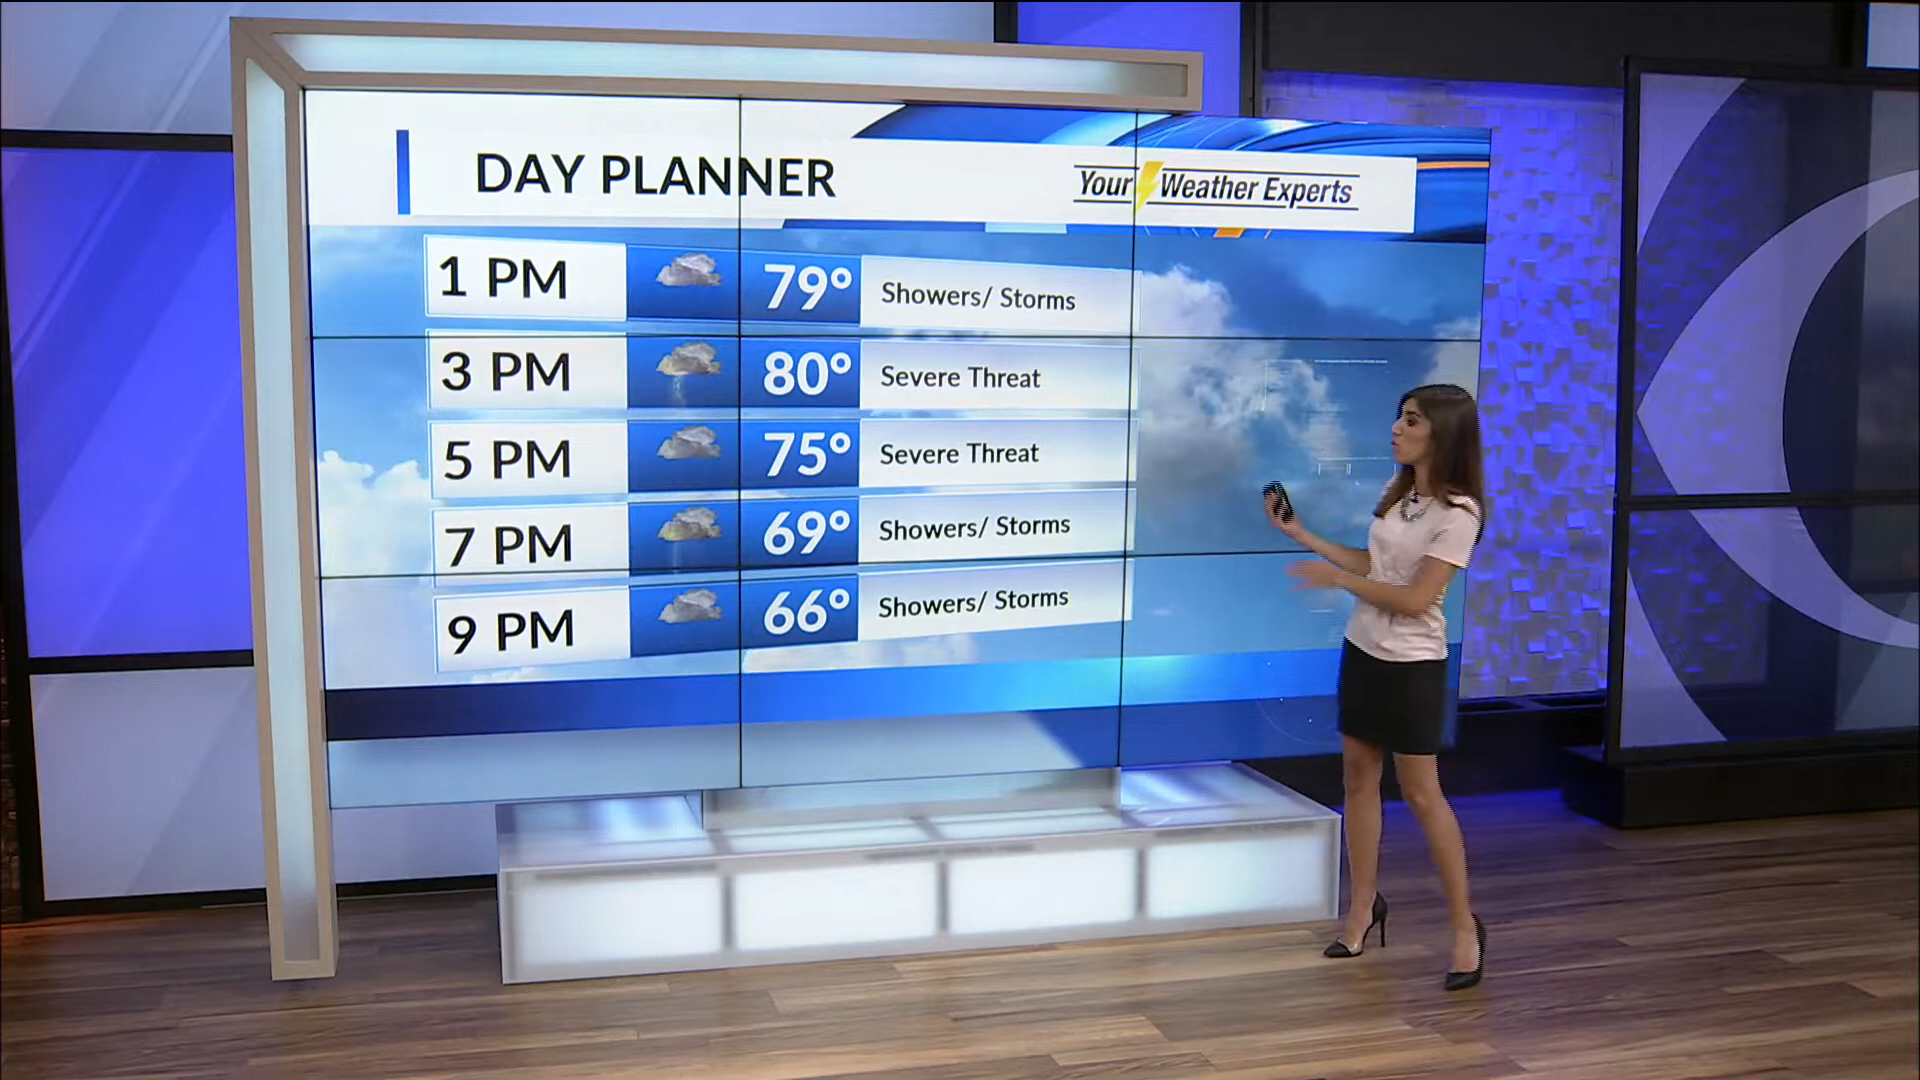 DAY PLANNER
Your Weather Experts
1 PM 79° Showers/ Storms
3 PM 80° Severe Threat
5 PM 75° Severe Threat
7 PM 69° Showers/ Storms
9 PM 66° Showers/ Storms